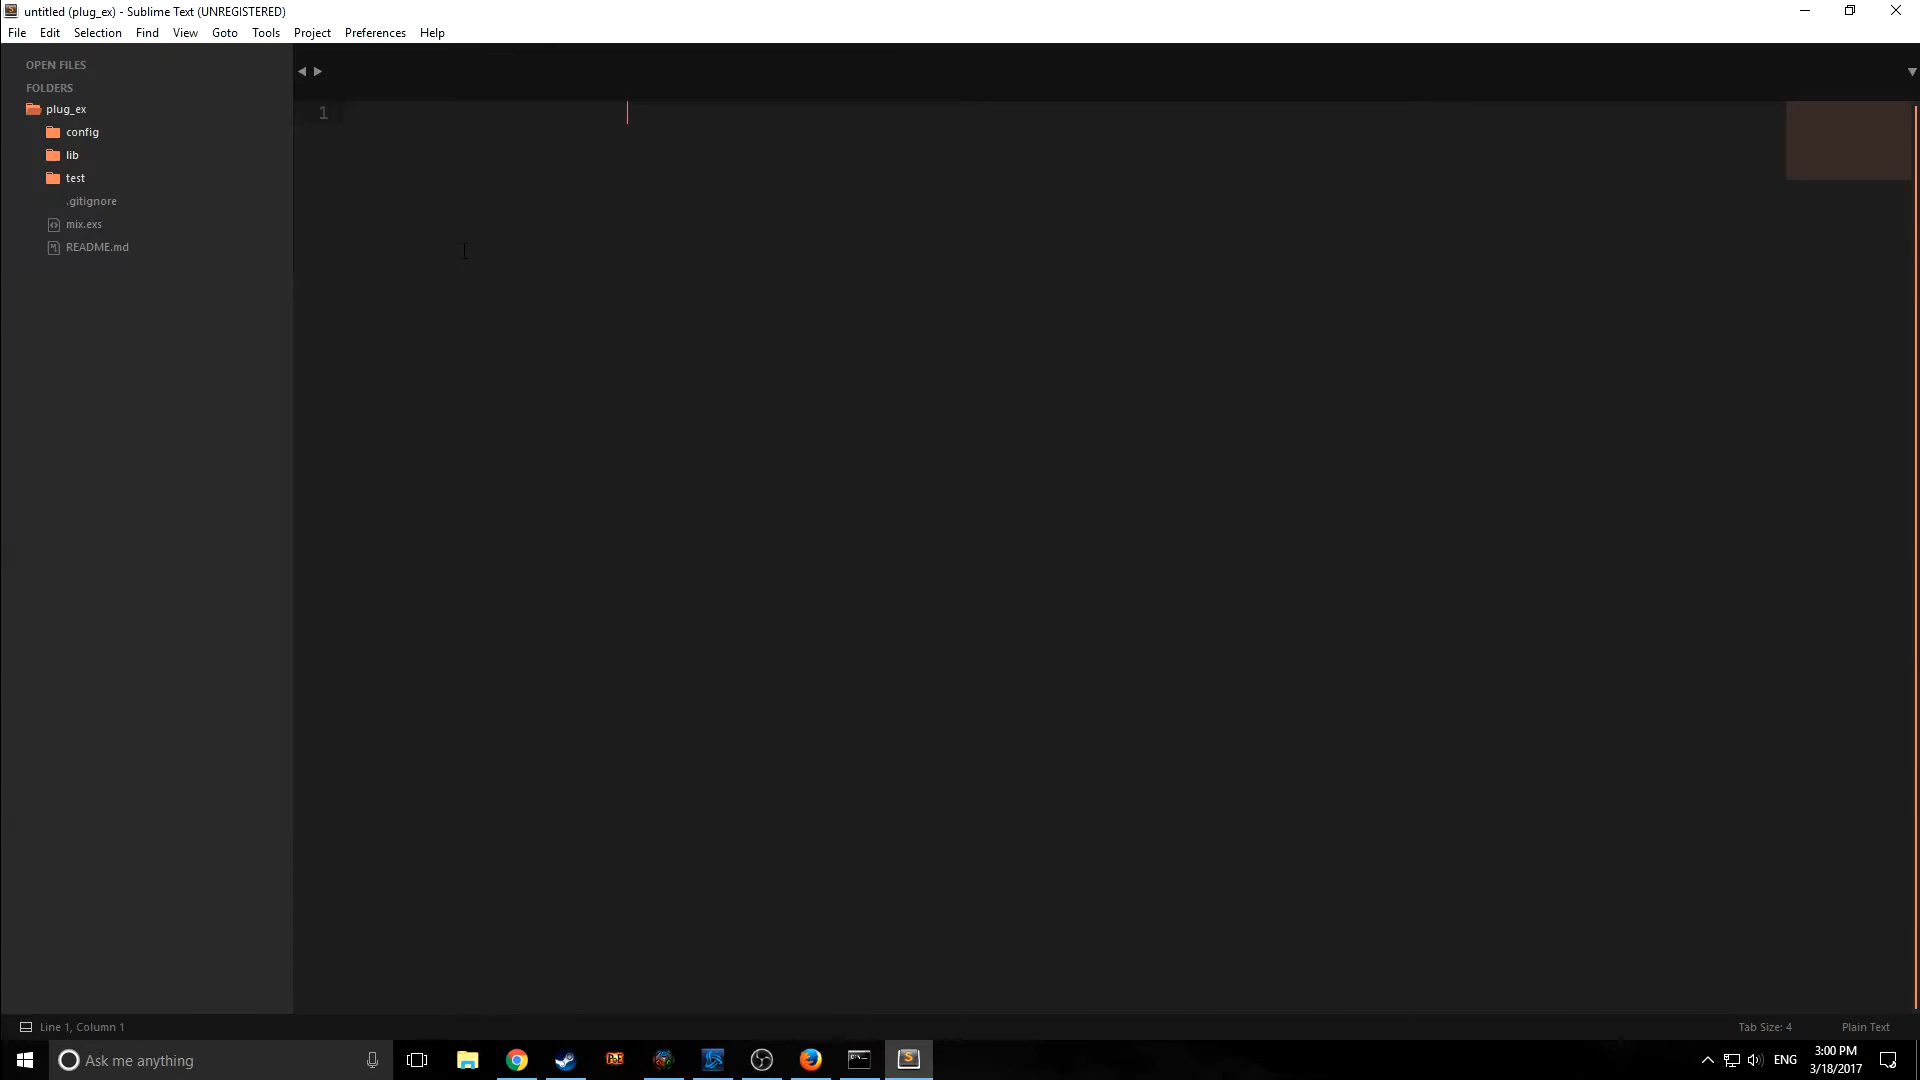 untitled (plug_ex) - Sublime Text (UNREGISTERED)
File Edit Selection Find View Goto Tools Project Preferences Help
OPEN FILES
FOLDERS
plug_ex
config
lib
test
.gitignore
mix.exs
README.md
1
Line 1, Column 1
Tab Size: 4
Plain Text
Ask me anything
PoE
ENG
3:00 PM
3/18/2017